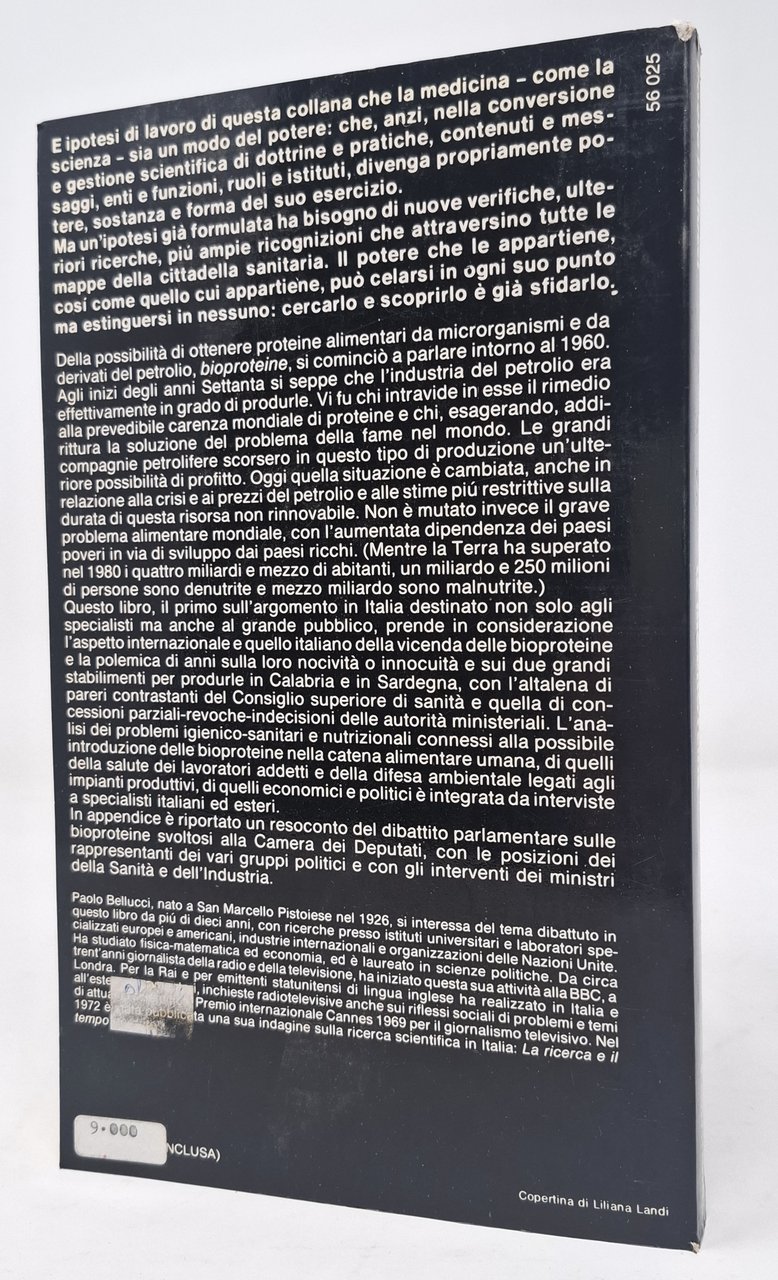 E ipotesi di lavoro di questa collana che la medicina – come la
scienza – sia un modo del potere: che, anzi, nella conversione
e gestione scientifica di dottrine e pratiche, contenuti e mes-
saggi, enti e funzioni, ruoli e istituti, divenga propriamente po-
tere, sostanza e forma del suo esercizio.
Ma un'ipotesi già formulata ha bisogno di nuove verifiche, ulte-
riori ricerche, piú ampie ricognizioni che attraversino tutte le
mappe della cittadella sanitaria. Il potere che le appartiene,
cosí come quello cui appartiene, può celarsi in ogni suo punto
ma estinguersi in nessuno: cercarlo e scoprirlo è già sfidarlo.
56 025
Della possibilità di ottenere proteine alimentari da microrganismi e da
derivati del petrolio, bioproteine, si cominciò a parlare intorno al 1960.
Agli inizi degli anni Settanta si seppe che l'industria del petrolio era
effettivamente in grado di produrle. Vi fu chi intravide in esse il rimedio
alla prevedibile carenza mondiale di proteine e chi, esagerando, addi-
rittura la soluzione del problema della fame nel mondo. Le grandi
compagnie petrolifere scorsero in questo tipo di produzione un'ulte-
riore possibilità di profitto. Oggi quella situazione è cambiata, anche in
relazione alla crisi e ai prezzi del petrolio e alle stime piú restrittive sulla
durata di questa risorsa non rinnovabile. Non è mutato invece il grave
problema alimentare mondiale, con l'aumentata dipendenza dei paesi
poveri in via di sviluppo dai paesi ricchi. (Mentre la Terra ha superato
nel 1980 i quattro miliardi e mezzo di abitanti, un miliardo e 250 milioni
di persone sono denutrite e mezzo miliardo sono malnutrite.)
Questo libro, il primo sull'argomento in Italia destinato non solo agli
specialisti ma anche al grande pubblico, prende in considerazione
l'aspetto internazionale e quello italiano della vicenda delle bioproteine
e la polemica di anni sulla loro nocività o innocuità e sui due grandi
stabilimenti per produrle in Calabria e in Sardegna, con l'altalena di
pareri contrastanti del Consiglio superiore di sanità e quella di con-
cessioni parziali-revoche-indecisioni delle autorità ministeriali. L'ana-
lisi dei problemi igienico-sanitari e nutrizionali connessi alla possibile
introduzione delle bioproteine nella catena alimentare umana, di quelli
della salute dei lavoratori addetti e della difesa ambientale legati agli
impianti produttivi, di quelli economici e politici è integrata da interviste
a specialisti italiani ed esteri.
In appendice è riportato un resoconto del dibattito parlamentare sulle
bioproteine svoltosi alla Camera dei Deputati, con le posizioni dei
rappresentanti dei vari gruppi politici e con gli interventi dei ministri
della Sanità e dell'Industria.
Paolo Bellucci, nato a San Marcello Pistoiese nel 1926, si interessa del tema dibattuto in
questo libro da piú di dieci anni, con ricerche presso istituti universitari e laboratori spe-
cializzati europei e americani, industrie internazionali e organizzazioni delle Nazioni Unite.
Ha studiato fisica-matematica ed economia, ed è laureato in scienze politiche. Da circa
trent'anni giornalista della radio e della televisione, ha iniziato questa sua attività alla BBC, a
Londra. Per la Rai e per emittenti statunitensi di lingua inglese ha realizzato in Italia e
all'este i, inchieste radiotelevisive anche sui riflessi sociali di problemi e temi
di attua Premio internazionale Cannes 1969 per il giornalismo televisivo. Nel
1972 è stata pubblicata una sua indagine sulla ricerca scientifica in Italia: La ricerca e il
tempo
9.000
NCLUSA)
Copertina di Liliana Landi